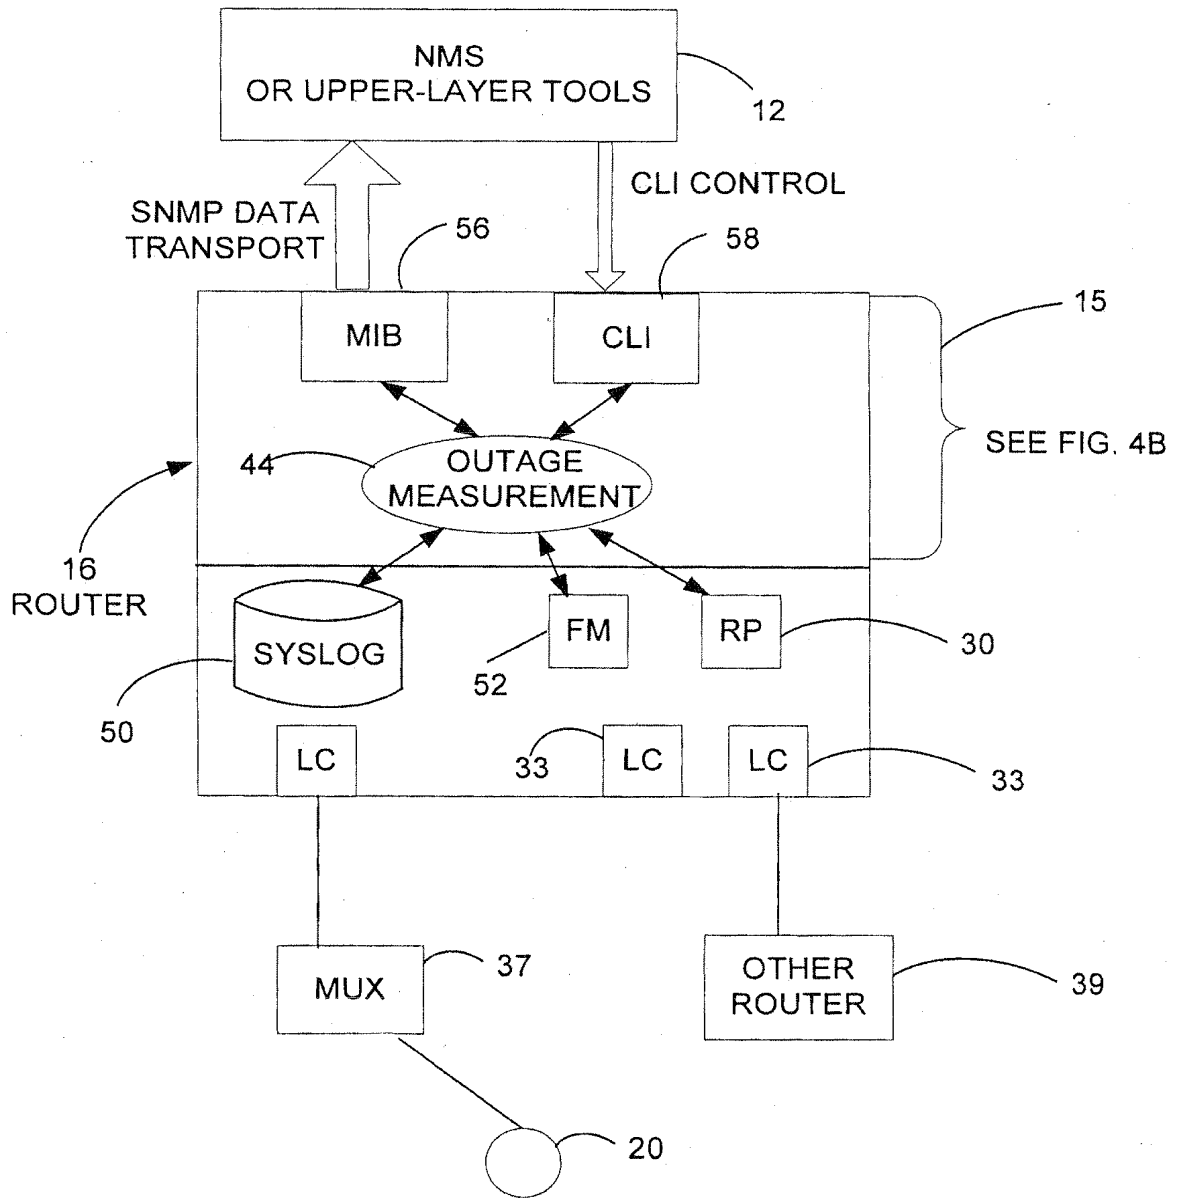 NMS
OR UPPER-LAYER TOOLS
12
SNMP DATA
TRANSPORT
CLI CONTROL
56
58
15
MIB
CLI
SEE FIG. 4B
44
OUTAGE
MEASUREMENT
16
ROUTER
SYSLOG
FM
RP
30
52
50
LC
33
LC
LC
33
MUX
37
OTHER
ROUTER
39
20